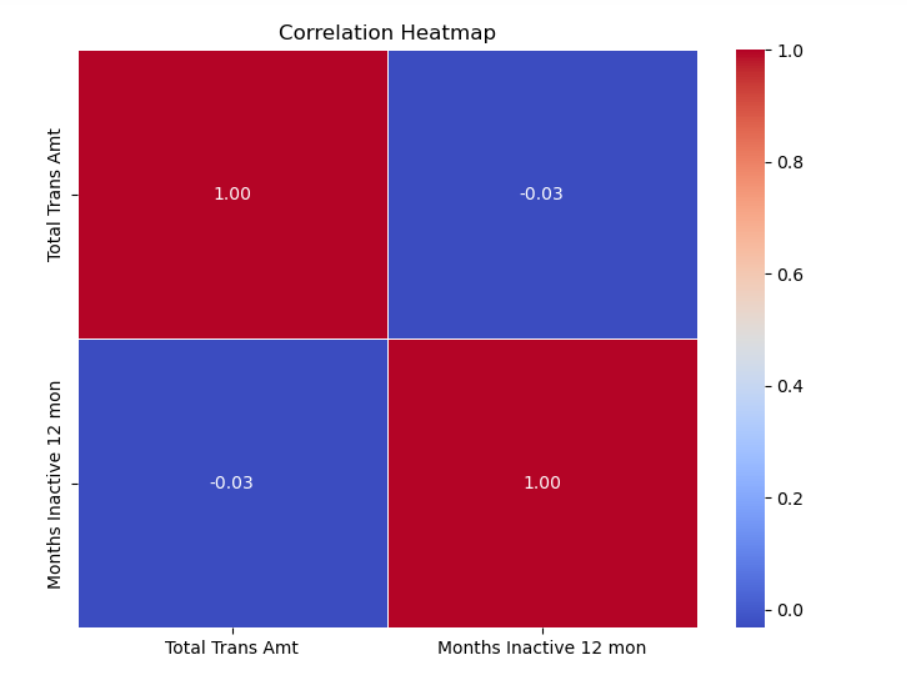 Correlation Heatmap
Total Trans Amt
1.00
-0.03
Months Inactive 12 mon
-0.03
1.00
Total Trans Amt
Months Inactive 12 mon
1.0
0.8
0.6
0.4
0.2
0.0